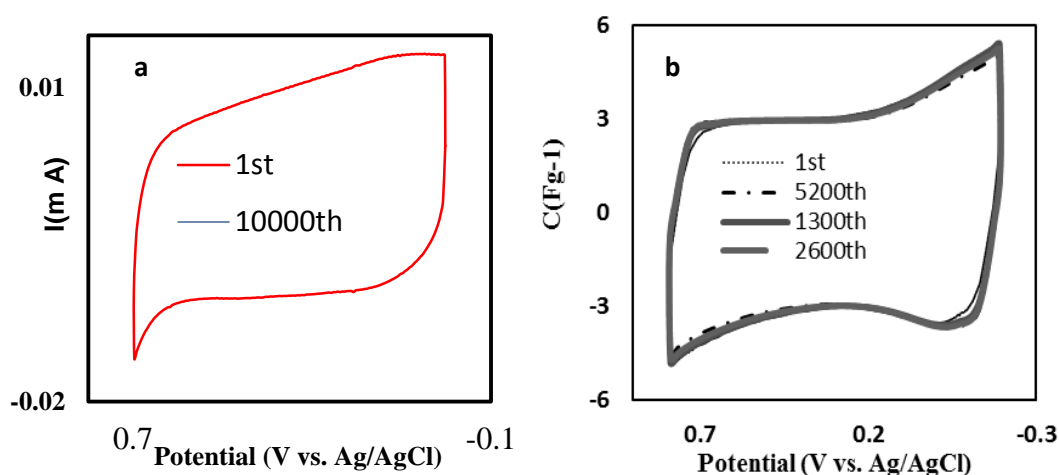 a
0.01
1st
10000th
I(m A)
-0.02
0.7
-0.1
Potential (V vs. Ag/AgCl)
6
b
3
1st
5200th
0
1300th
2600th
C(Fg-1)
-3
-6
0.7
0.2
-0.3
Potential (V vs. Ag/AgCl)